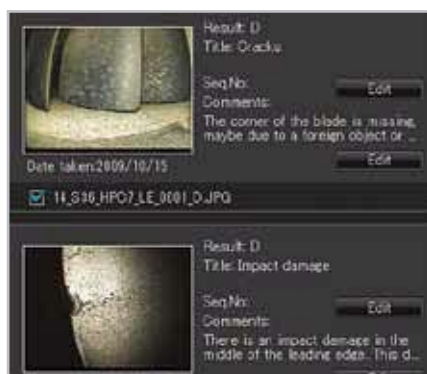 Result: D
Title: Cracku
Seq.No:
Edit
Comments:
The corner of the blade is missing,
maybe due to a foreign object or ...
Edit
Date taken:2009/10/15
14_S36_HPC7_LE_0001_D.JPG
Result: D
Title: Impact damage
Seq.No:
Edit
Comments:
There is an impact damage in the
middle of the leading edge. This d...